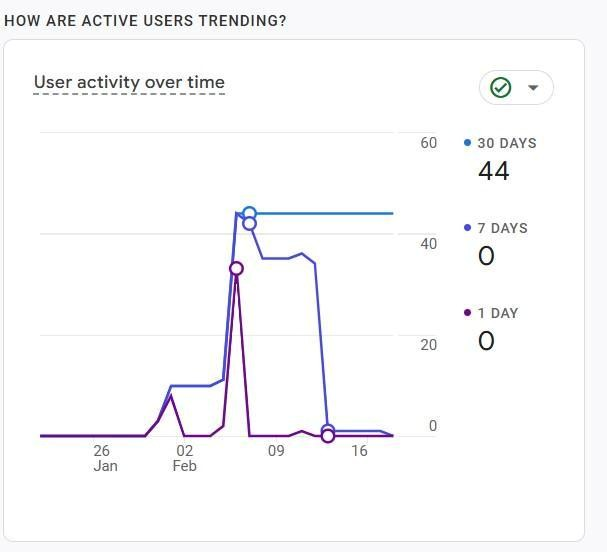 HOW ARE ACTIVE USERS TRENDING?
User activity over time
60
40
20
0
30 DAYS
44
7 DAYS
0
1 DAY
0
26
Jan
02
Feb
09
16